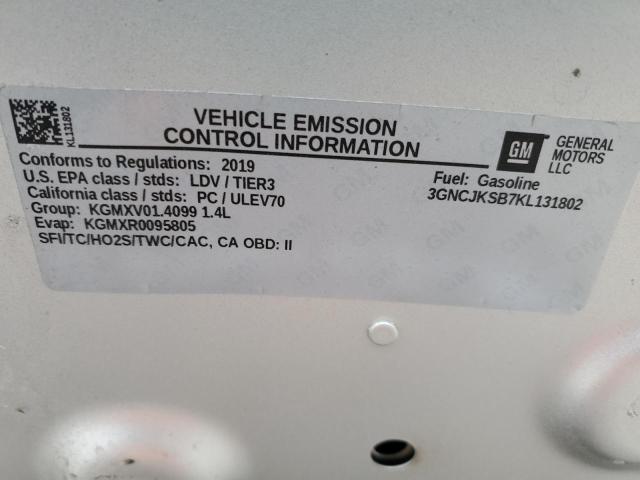 KL131802
VEHICLE EMISSION
CONTROL INFORMATION
GM
GENERAL
MOTORS
LLC
Conforms to Regulations: 2019
U.S. EPA class / stds: LDV / TIER3
California class / stds: PC / ULEV70
Group: KGMXV01.4099 1.4L
Evap: KGMXR0095805
SFI/TC/HO2S/TWC/CAC, CA OBD: II
Fuel: Gasoline
3GNCJKSB7KL131802